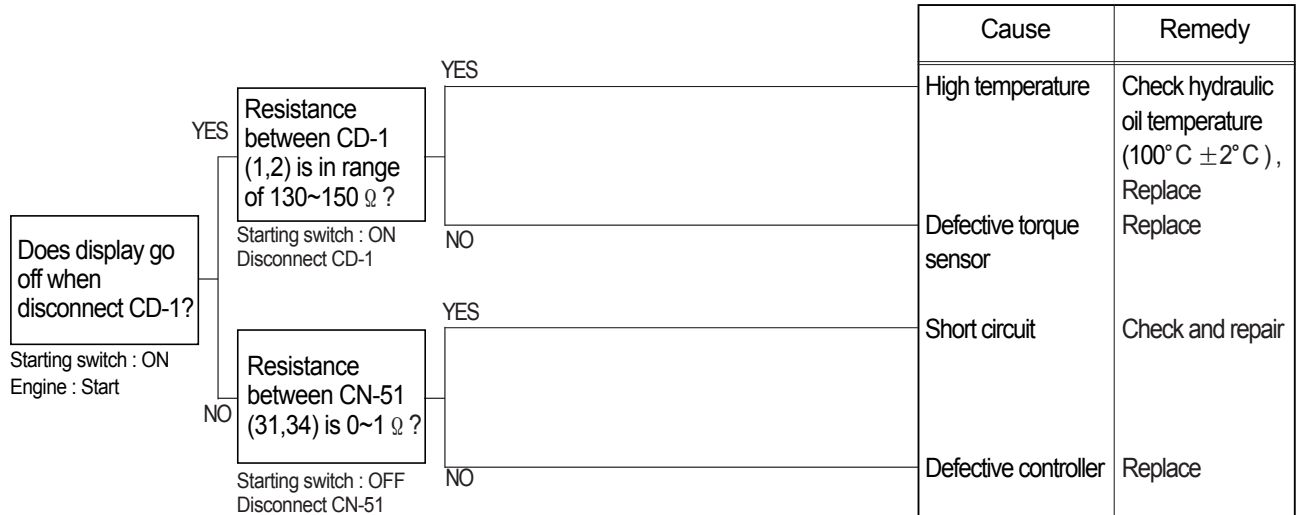 Cause
Remedy
YES
High temperature
Check hydraulic
oil temperature
(100°C ±2°C ) ,
Replace
YES
Resistance
between CD-1
(1,2) is in range
of 130~150 Ω ?
Starting switch : ON
Disconnect CD-1
NO
Defective torque
sensor
Replace
Does display go
off when
disconnect CD-1?
Starting switch : ON
Engine : Start
YES
Short circuit
Check and repair
NO
Resistance
between CN-51
(31,34) is 0~1 Ω ?
Starting switch : OFF
Disconnect CN-51
NO
Defective controller
Replace